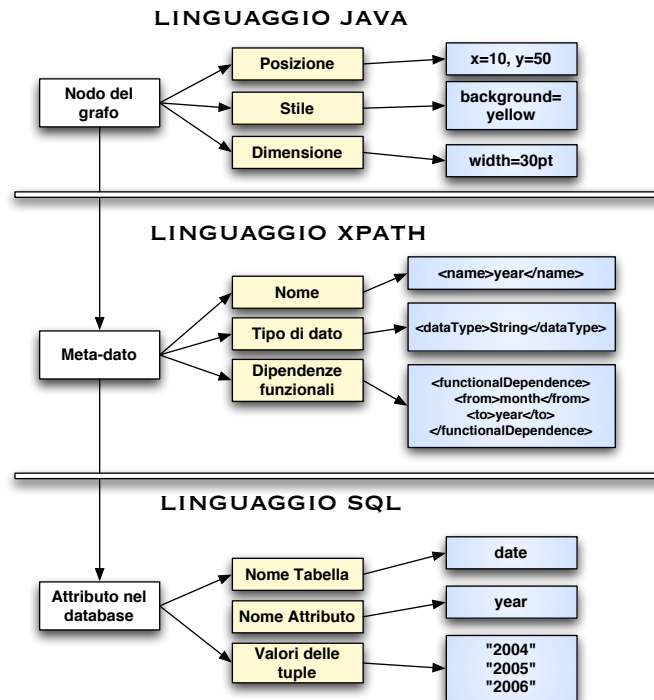 LINGUAGGIO JAVA
Nodo del
grafo
Posizione
x=10, y=50
Stile
background=
yellow
Dimensione
width=30pt
LINGUAGGIO XPATH
Meta-dato
Nome
<name>year</name>
Tipo di dato
<dataType>String</dataType>
Dipendenze
funzionali
<functionalDependence>
<from>month</from>
<to>year</to>
</functionalDependence>
LINGUAGGIO SQL
Attributo nel
database
Nome Tabella
date
Nome Attributo
year
Valori delle
tuple
"2004"
"2005"
"2006"